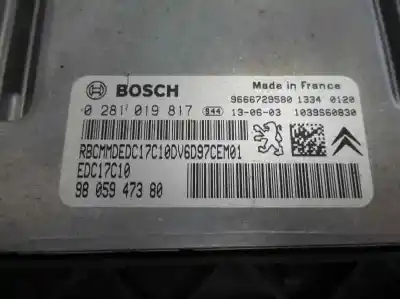 BOSCH
Made in France
9666729580 1334 0120
0 281 019 817 S44 13-06-03 1039S60830
RBCMMDEDC17C10DV6D97CEM01
EDC17C10
98 059 473 80